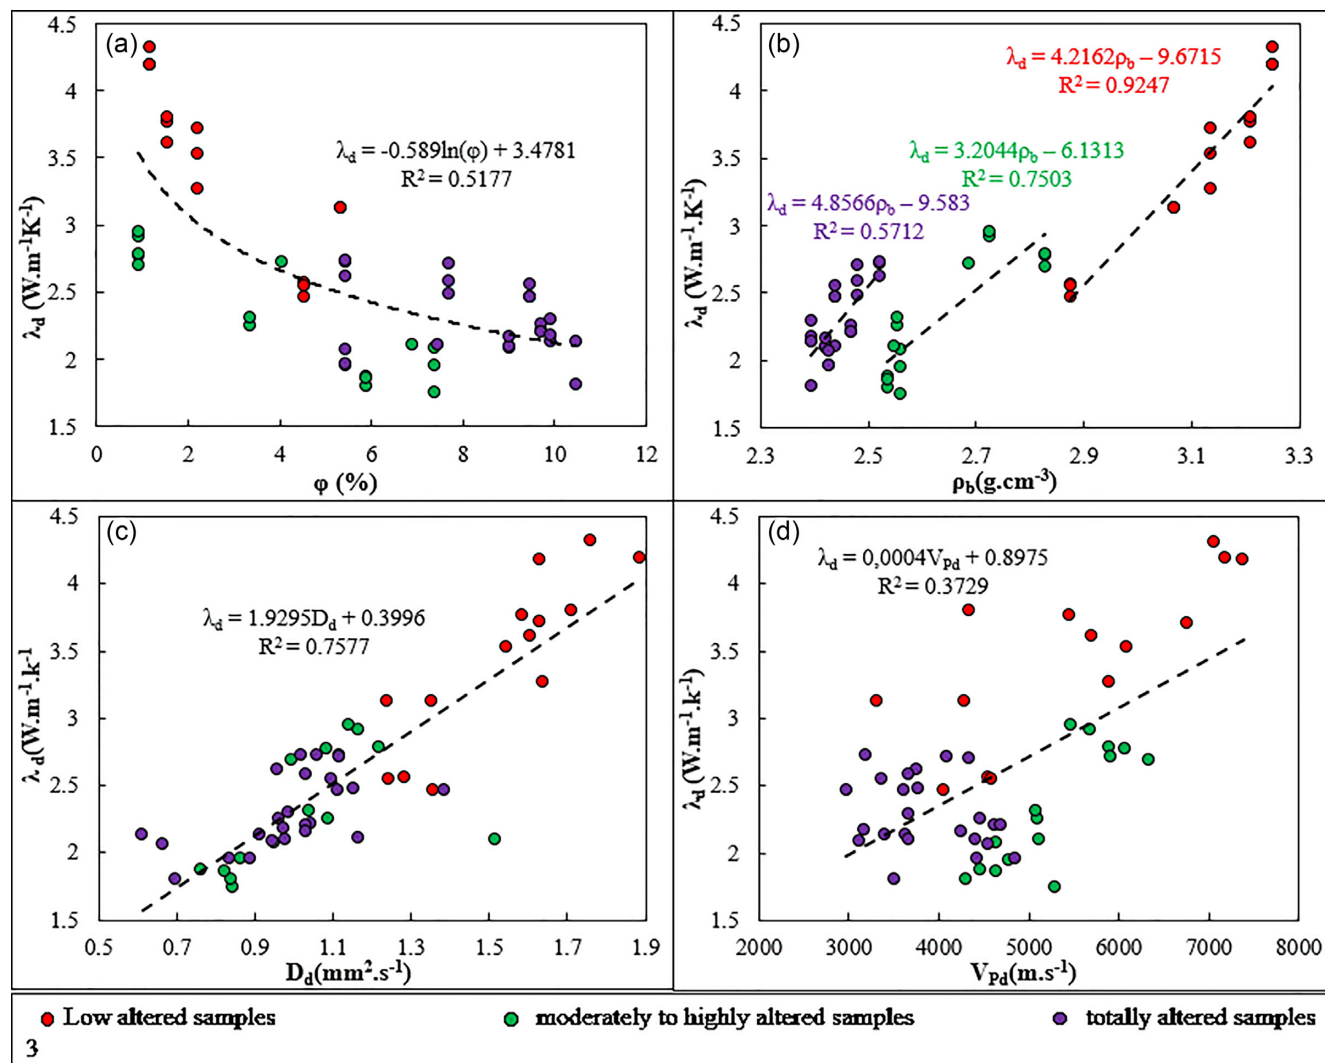 (a)
4.5
4
3.5
3
2.5
2
1.5
0 2 4 6 8 10 12
λd (W.m-1K-1)
φ (%)
λd = -0.589ln(φ) + 3.4781
R2 = 0.5177
(b)
4.5
4
3.5
3
2.5
2
1.5
2.3 2.5 2.7 2.9 3.1 3.3
λd (W.m-1.K-1)
ρb(g.cm-3)
λd = 4.2162ρb – 9.6715
R2 = 0.9247
λd = 3.2044ρb – 6.1313
R2 = 0.7503
λd = 4.8566ρb – 9.583
R2 = 0.5712
(c)
4.5
4
3.5
3
2.5
2
1.5
0.5 0.7 0.9 1.1 1.3 1.5 1.7 1.9
λd(W.m-1.k-1)
Dd(mm2.s-1)
λd = 1.9295Dd + 0.3996
R2 = 0.7577
(d)
4.5
4
3.5
3
2.5
2
1.5
2000 3000 4000 5000 6000 7000 8000
λd (W.m-1.k-1)
VPd(m.s-1)
λd = 0,0004VPd + 0.8975
R2 = 0.3729
Low altered samples moderately to highly altered samples totally altered samples
3